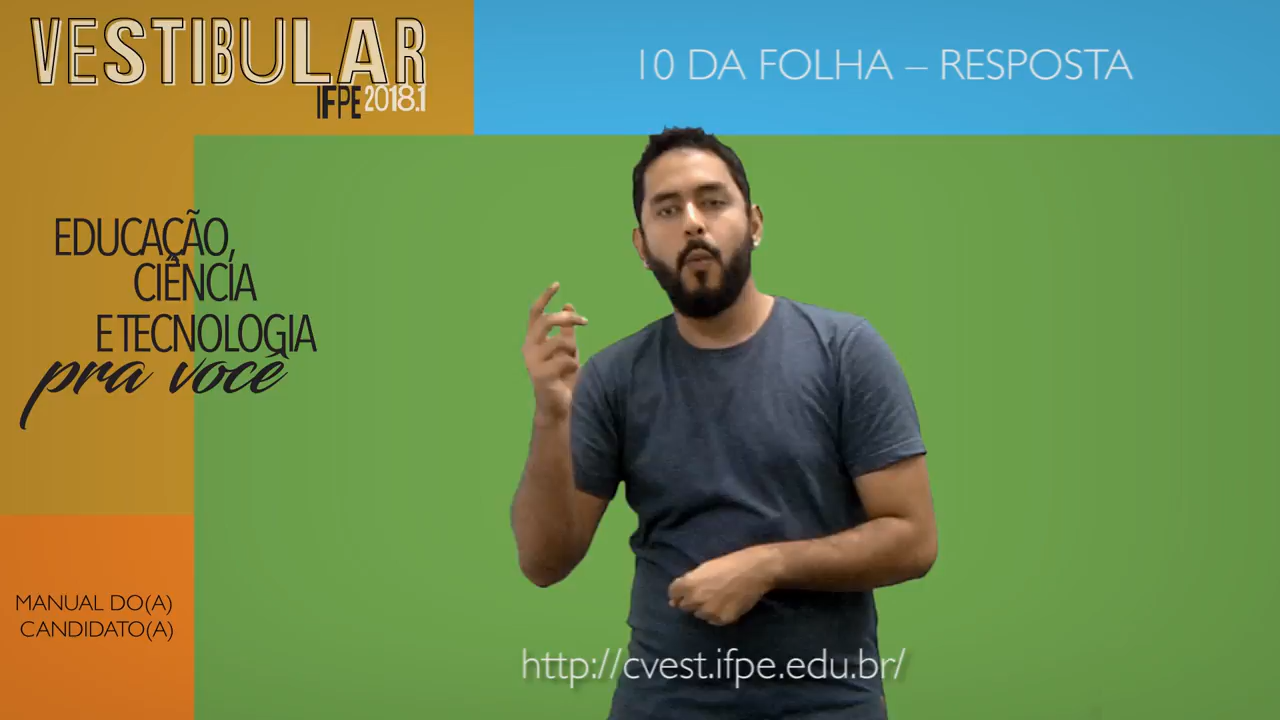 VESTIBULAR
IFPE 2018.1
10 DA FOLHA – RESPOSTA
EDUCAÇÃO,
CIÊNCIA
E TECNOLOGIA
pra você
MANUAL DO(A)
CANDIDATO(A)
http://cvest.ifpe.edu.br/